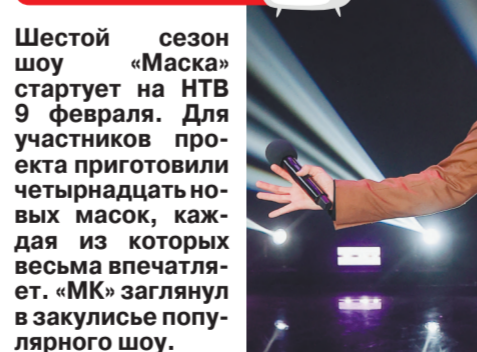 Шестой сезон
шоу «Маска»
стартует на НТВ
9 февраля. Для
участников про-
екта приготовили
четырнадцать но-
вых масок, каж-
дая из которых
весьма впечатля-
ет. «МК» заглянул
в закулисье попу-
лярного шоу.